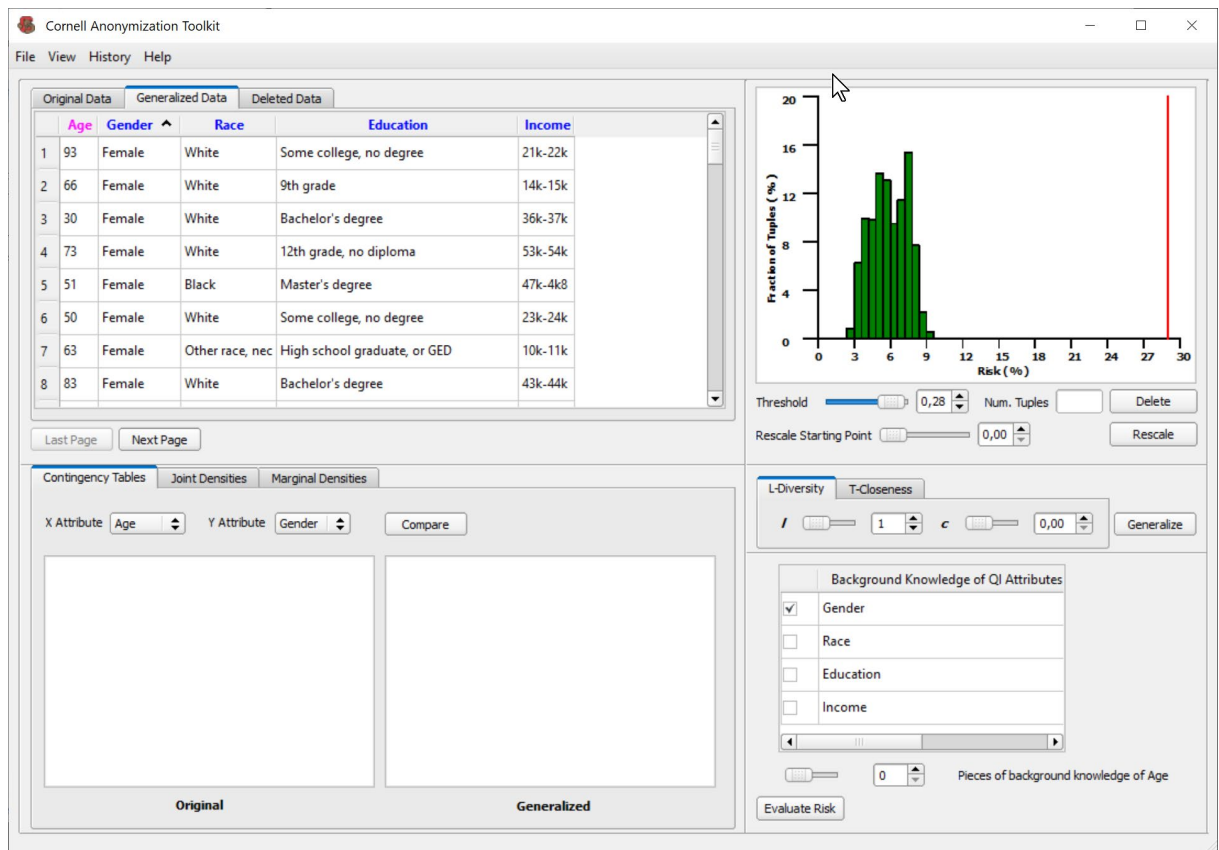 Cornell Anonymization Toolkit
File View History Help
Original Data Generalized Data Deleted Data
Age Gender Race Education Income
1 93 Female White Some college, no degree 21k-22k
2 66 Female White 9th grade 14k-15k
3 30 Female White Bachelor's degree 36k-37k
4 73 Female White 12th grade, no diploma 53k-54k
5 51 Female Black Master's degree 47k-4k8
6 50 Female White Some college, no degree 23k-24k
7 63 Female Other race, nec High school graduate, or GED 10k-11k
8 83 Female White Bachelor's degree 43k-44k
Last Page Next Page
20
16
12
8
4
0
Fraction of Tuples (%)
0 3 6 9 12 15 18 21 24 27 30
Risk (%)
Threshold 0,28 Num. Tuples Delete
Rescale Starting Point 0,00 Rescale
Contingency Tables Joint Densities Marginal Densities
X Attribute Age Y Attribute Gender Compare
Original Generalized
L-Diversity T-Closeness
l 1 c 0,00 Generalize
Background Knowledge of QI Attributes
Gender
Race
Education
Income
0 Pieces of background knowledge of Age
Evaluate Risk